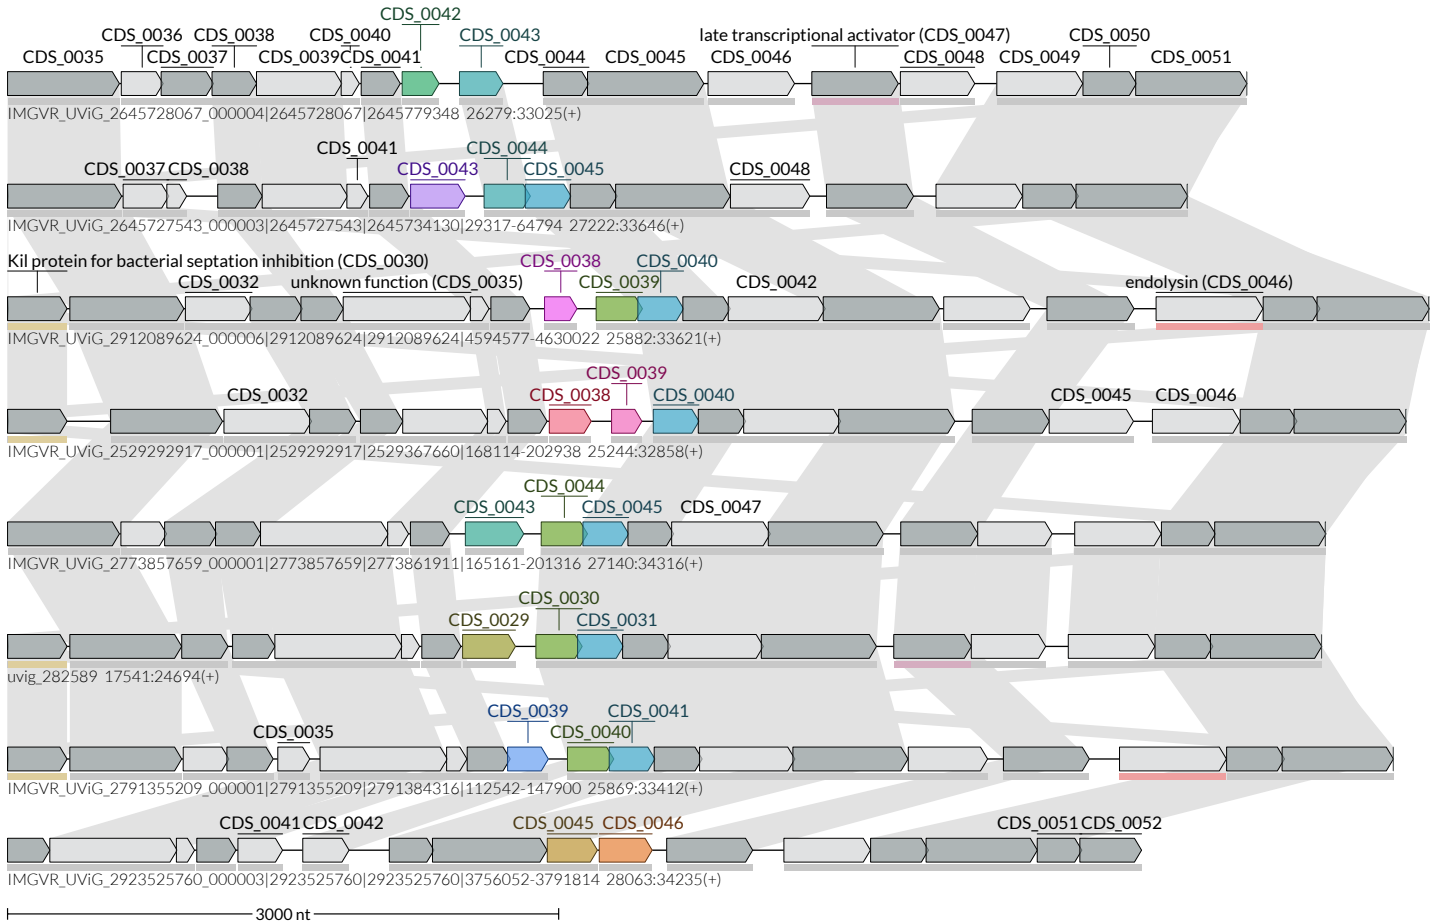 CDS_0042
CDS_0036 CDS_0038 CDS_0040 CDS_0043 late transcriptional activator (CDS_0047) CDS_0050
CDS_0035 CDS_0037 CDS_0039 CDS_0041 CDS_0044 CDS_0045 CDS_0046 CDS_0048 CDS_0049 CDS_0051
IMGVR_UViG_2645728067_000004|2645728067|2645779348 26279:33025(+)
CDS_0041 CDS_0044
CDS_0037 CDS_0038 CDS_0043 CDS_0045 CDS_0048
IMGVR_UViG_2645727543_000003|2645727543|2645734130|29317-64794 27222:33646(+)
Kil protein for bacterial septation inhibition (CDS_0030) CDS_0038 CDS_0040
CDS_0032 unknown function (CDS_0035) CDS_0039 CDS_0042 endolysin (CDS_0046)
IMGVR_UViG_2912089624_000006|2912089624|2912089624|4594577-4630022 25882:33621(+)
CDS_0039
CDS_0032 CDS_0038 CDS_0040 CDS_0045 CDS_0046
IMGVR_UViG_2529292917_000001|2529292917|2529367660|168114-202938 25244:32858(+)
CDS_0044
CDS_0043 CDS_0045 CDS_0047
IMGVR_UViG_2773857659_000001|2773857659|2773861911|165161-201316 27140:34316(+)
CDS_0030
CDS_0029 CDS_0031
uvig_282589 17541:24694(+)
CDS_0039 CDS_0041
CDS_0035 CDS_0040
IMGVR_UViG_2791355209_000001|2791355209|2791384316|112542-147900 25869:33412(+)
CDS_0041 CDS_0042 CDS_0045 CDS_0046 CDS_0051 CDS_0052
IMGVR_UViG_2923525760_000003|2923525760|2923525760|3756052-3791814 28063:34235(+)
3000 nt